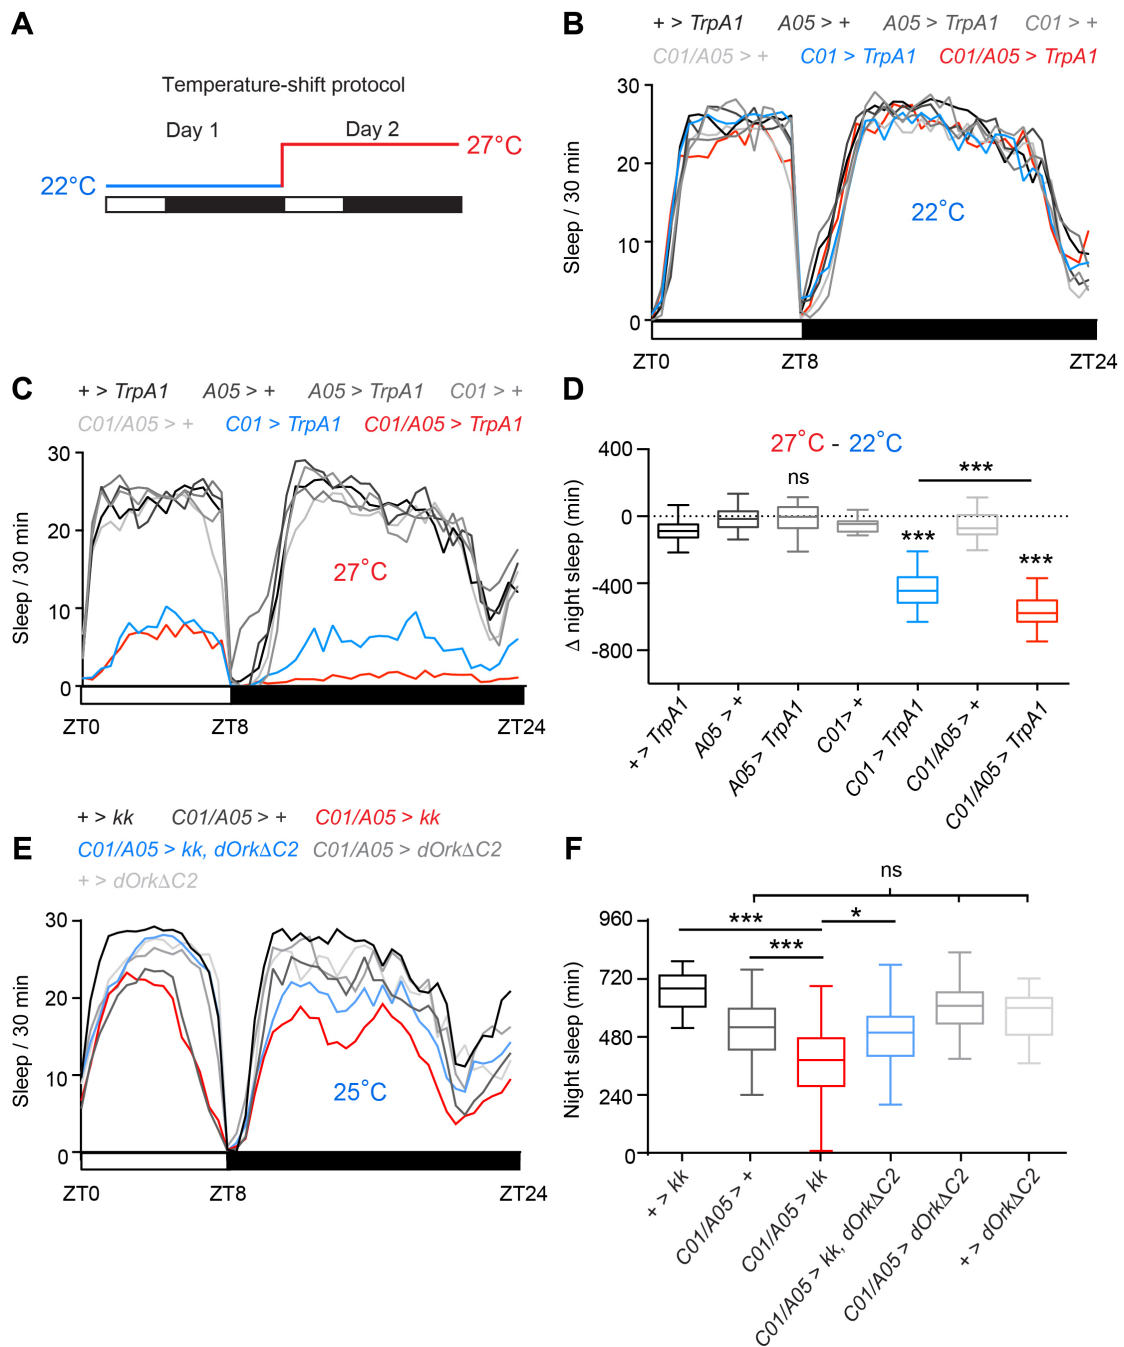 A
Temperature-shift protocol
Day 1
Day 2
27°C
22°C
B
+ > TrpA1 A05 > + A05 > TrpA1 C01 > +
C01/A05 > + C01 > TrpA1 C01/A05 > TrpA1
30
20
10
0
Sleep / 30 min
22°C
ZT0 ZT8 ZT24
C
+ > TrpA1 A05 > + A05 > TrpA1 C01 > +
C01/A05 > + C01 > TrpA1 C01/A05 > TrpA1
30
20
10
0
Sleep / 30 min
27°C
ZT0 ZT8 ZT24
D
27°C - 22°C
400
0
-400
-800
Δ night sleep (min)
ns
***
***
***
+ > TrpA1
A05 > +
A05 > TrpA1
C01> +
C01 > TrpA1
C01/A05 > +
C01/A05 > TrpA1
E
+ > kk C01/A05 > + C01/A05 > kk
C01/A05 > kk, dOrkΔC2 C01/A05 > dOrkΔC2
+ > dOrkΔC2
30
20
10
0
Sleep / 30 min
25°C
ZT0 ZT8 ZT24
F
ns
*** *
***
960
720
480
240
0
Night sleep (min)
+ > kk
C01/A05 > +
C01/A05 > kk
C01/A05 > kk, dOrkΔC2
C01/A05 > dOrkΔC2
+ > dOrkΔC2